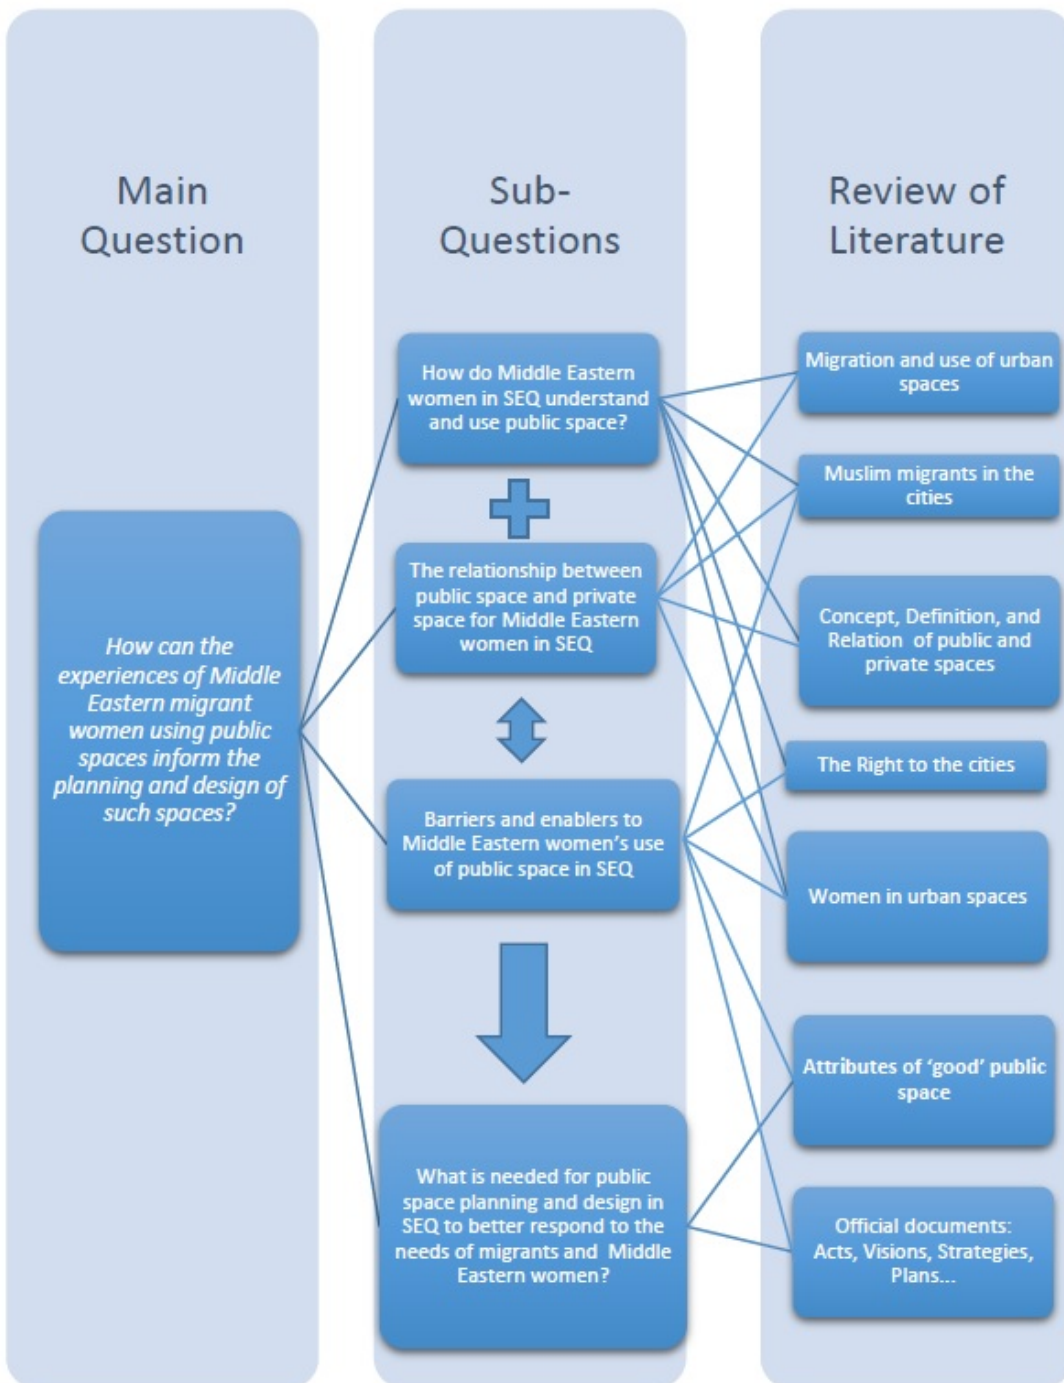 Main
Question
Sub-
Questions
Review of
Literature
How can the
experiences of Middle
Eastern migrant
women using public
spaces inform the
planning and design of
such spaces?
How do Middle Eastern
women in SEQ understand
and use public space?
The relationship between
public space and private
space for Middle Eastern
women in SEQ
Barriers and enablers to
Middle Eastern women's use
of public space in SEQ
What is needed for public
space planning and design in
SEQ to better respond to the
needs of migrants and Middle
Eastern women?
Migration and use of urban
spaces
Muslim migrants in the
cities
Concept, Definition, and
Relation of public and
private spaces
The Right to the cities
Women in urban spaces
Attributes of 'good' public
space
Official documents:
Acts, Visions, Strategies,
Plans...